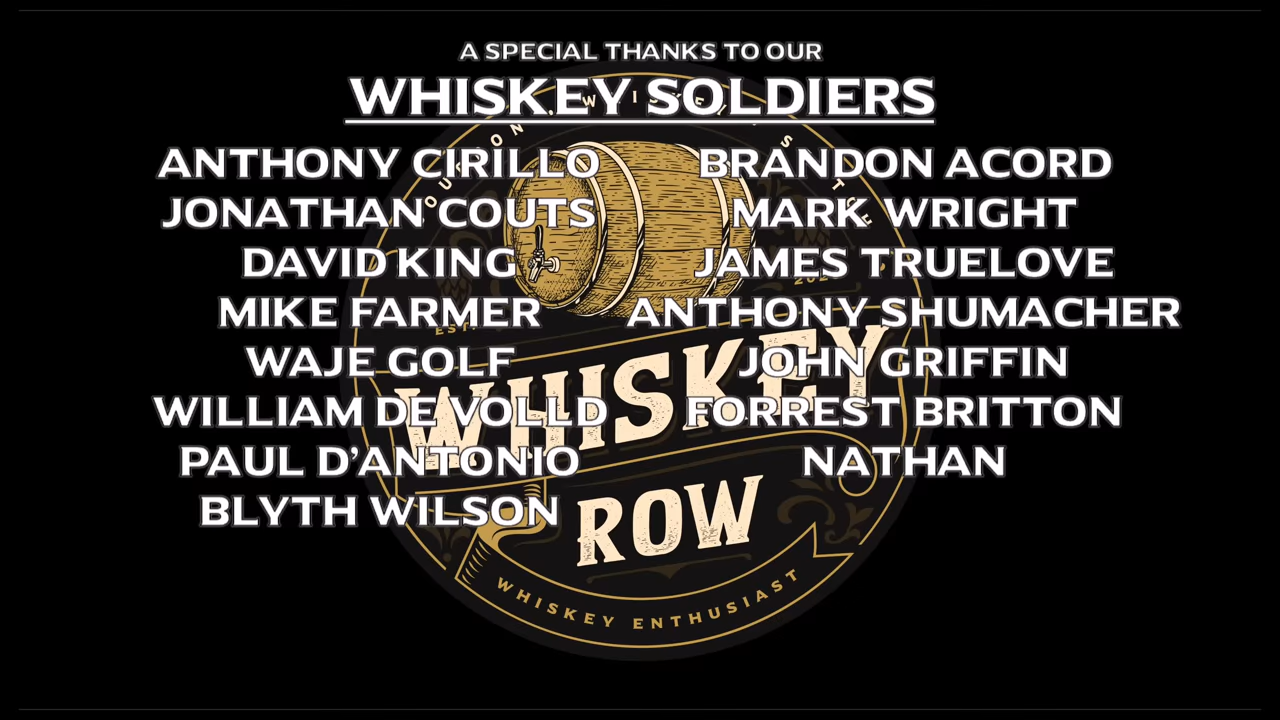 A SPECIAL THANKS TO OUR
WHISKEY SOLDIERS
ANTHONY CIRILLO
JONATHAN COUTS
DAVID KING
MIKE FARMER
WAJE GOLF
WILLIAM DE VOLLD
PAUL D’ANTONIO
BLYTH WILSON
BRANDON ACORD
MARK WRIGHT
JAMES TRUELOVE
ANTHONY SHUMACHER
JOHN GRIFFIN
FORREST BRITTON
NATHAN
EST.
WHISKEY
ROW
WHISKEY ENTHUSIAST